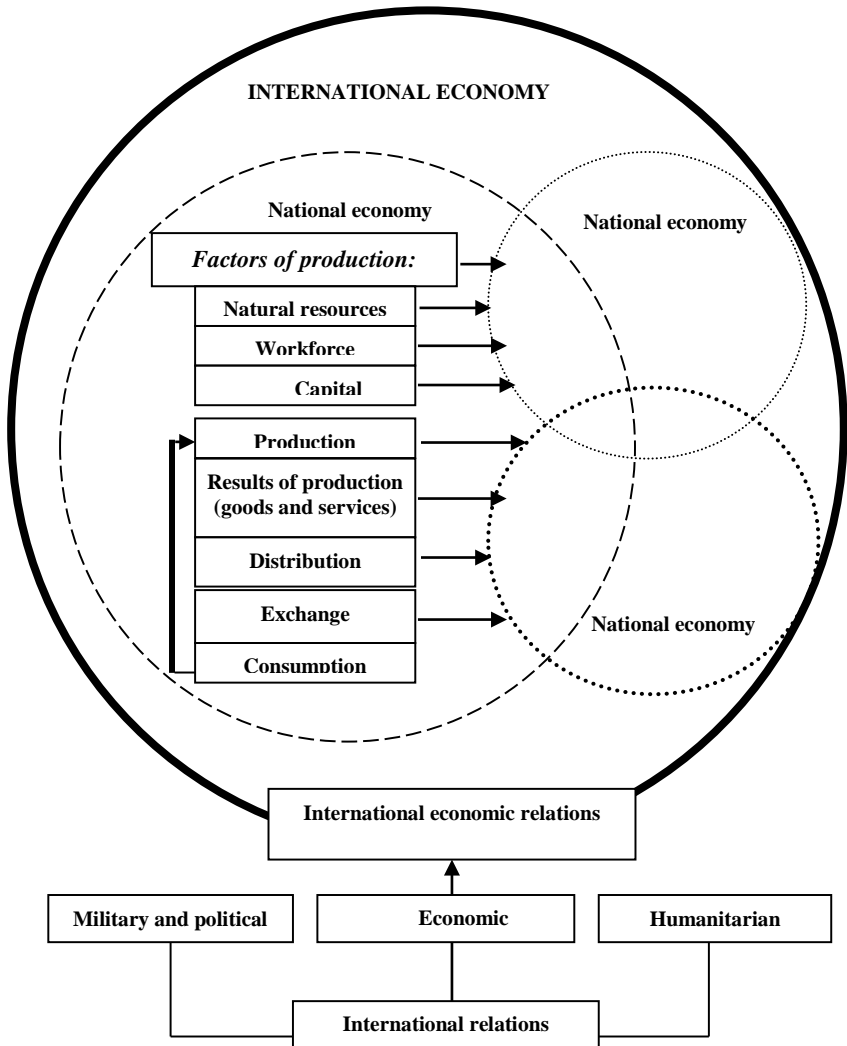 INTERNATIONAL ECONOMY
National economy
National economy
Factors of production:
Natural resources
Workforce
Capital
Production
Results of production
(goods and services)
Distribution
Exchange
National economy
Consumption
International economic relations
Military and political
Economic
Humanitarian
International relations